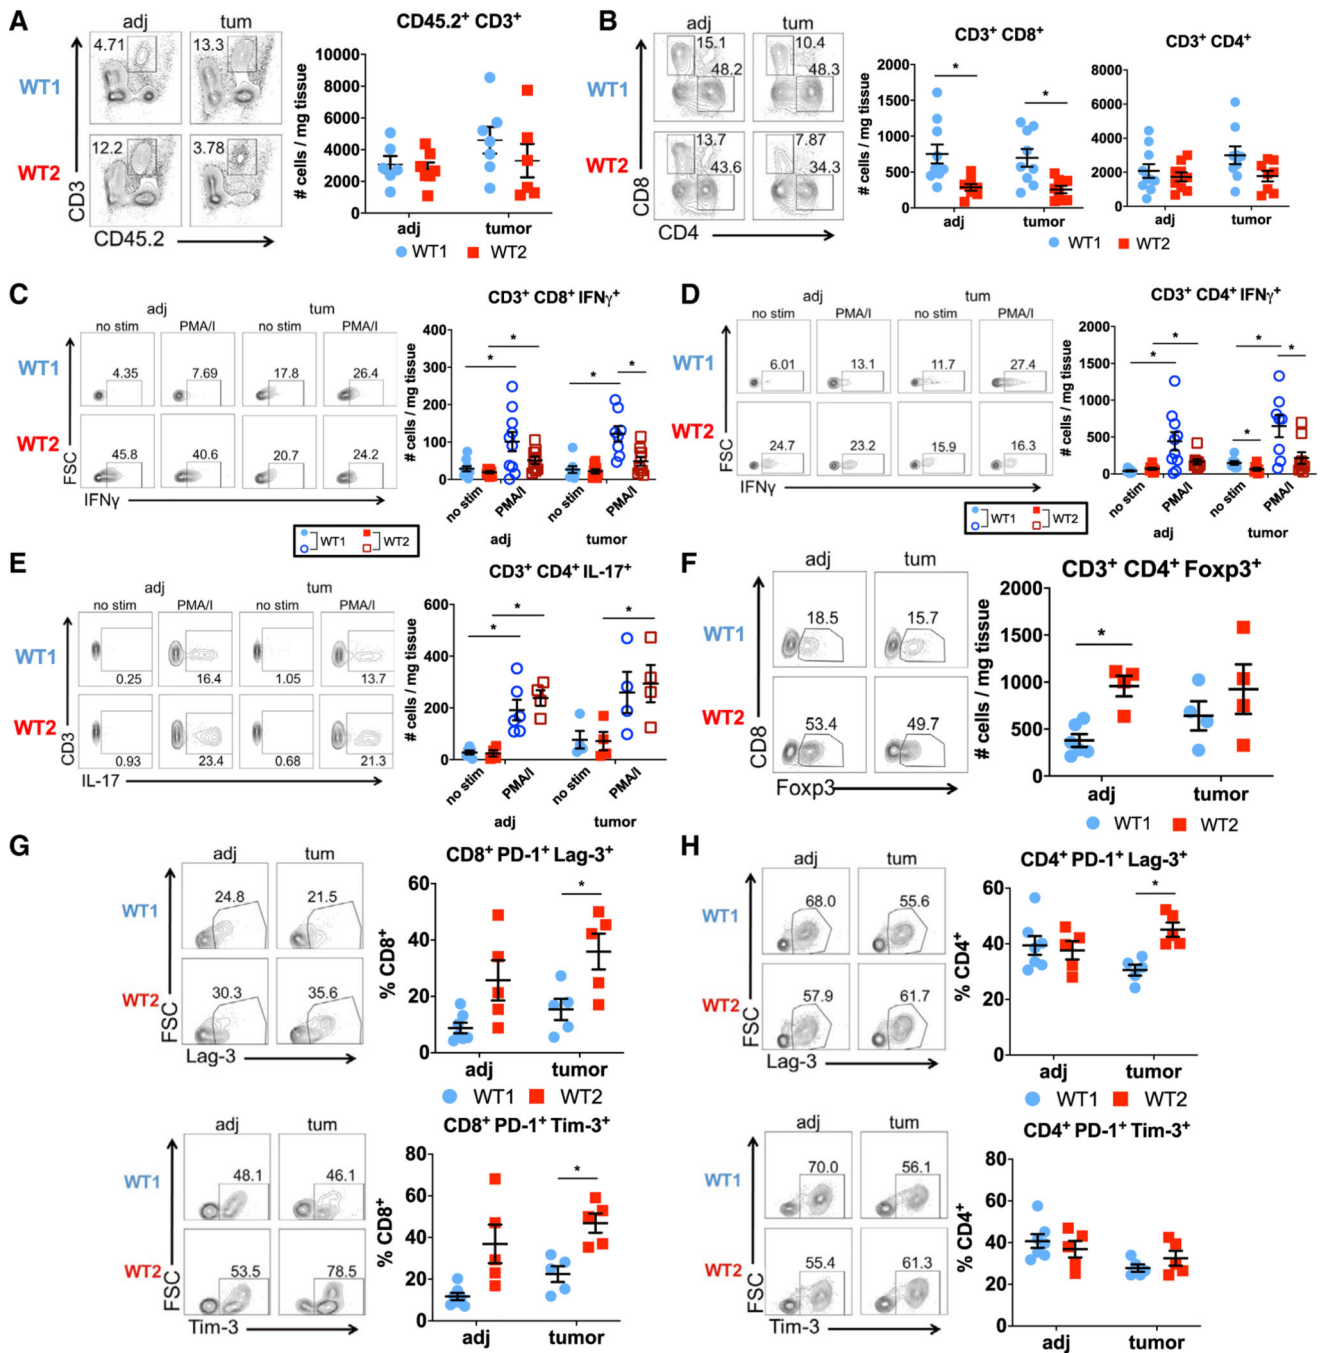 A
adj tum
4.71 13.3
WT1
12.2 3.78
WT2
CD3
CD45.2
CD45.2⁺ CD3⁺
# cells / mg tissue
10000
8000
6000
4000
2000
0
adj tumor
WT1 WT2
B
adj tum
15.1 10.4
48.2 48.3
WT1
13.7 7.87
43.6 34.3
WT2
CD8
CD4
CD3⁺ CD8⁺
# cells / mg tissue
2000
1500
1000
500
0
* *
adj tumor
CD3⁺ CD4⁺
8000
6000
4000
2000
0
adj tumor
WT1 WT2
C
adj tum
no stim PMA/I no stim PMA/I
WT1
4.35 7.69 17.8 26.4
WT2
45.8 40.6 20.7 24.2
FSC
IFNγ
CD3⁺ CD8⁺ IFNγ⁺
# cells / mg tissue
400
300
200
100
0
* * * *
no stim PMA/I no stim PMA/I
adj tumor
WT1 WT2
D
adj tum
no stim PMA/I no stim PMA/I
WT1
6.01 13.1 11.7 27.4
WT2
24.7 23.2 15.9 16.3
FSC
IFNγ
CD3⁺ CD4⁺ IFNγ⁺
# cells / mg tissue
2000
1500
1000
500
0
* * * * *
no stim PMA/I no stim PMA/I
adj tumor
WT1 WT2
E
adj tum
no stim PMA/I no stim PMA/I
WT1
0.25 16.4 1.05 13.7
WT2
0.93 23.4 0.68 21.3
CD3
IL-17
CD3⁺ CD4⁺ IL-17⁺
# cells / mg tissue
600
400
200
0
* * *
no stim PMA/I no stim PMA/I
adj tumor
F
adj tum
WT1
18.5 15.7
WT2
53.4 49.7
CD8
Foxp3
CD3⁺ CD4⁺ Foxp3⁺
# cells / mg tissue
2000
1500
1000
500
0
*
adj tumor
WT1 WT2
G
adj tum
WT1
24.8 21.5
WT2
30.3 35.6
FSC
Lag-3
CD8⁺ PD-1⁺ Lag-3⁺
% CD8⁺
60
40
20
0
*
adj tumor
WT1 WT2
adj tum
WT1
48.1 46.1
WT2
53.5 78.5
FSC
Tim-3
CD8⁺ PD-1⁺ Tim-3⁺
% CD8⁺
80
60
40
20
0
*
adj tumor
H
adj tum
WT1
68.0 55.6
WT2
57.9 61.7
FSC
Lag-3
CD4⁺ PD-1⁺ Lag-3⁺
% CD4⁺
60
40
20
0
*
adj tumor
WT1 WT2
adj tum
WT1
70.0 56.1
WT2
55.4 61.3
FSC
Tim-3
CD4⁺ PD-1⁺ Tim-3⁺
% CD4⁺
80
60
40
20
0
adj tumor